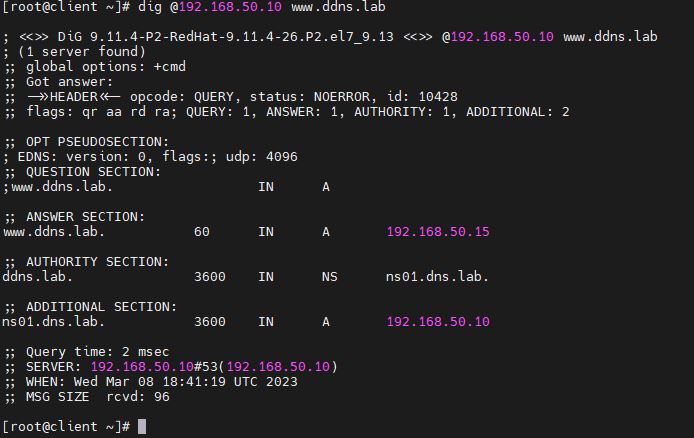 [root@client ~]# dig @192.168.50.10 www.ddns.lab
; <<>> DiG 9.11.4-P2-RedHat-9.11.4-26.P2.el7_9.13 <<>> @192.168.50.10 www.ddns.lab
; (1 server found)
;; global options: +cmd
;; Got answer:
;; ->>HEADER<<- opcode: QUERY, status: NOERROR, id: 10428
;; flags: qr aa rd ra; QUERY: 1, ANSWER: 1, AUTHORITY: 1, ADDITIONAL: 2
;; OPT PSEUDOSECTION:
; EDNS: version: 0, flags:; udp: 4096
;; QUESTION SECTION:
;www.ddns.lab. IN A
;; ANSWER SECTION:
www.ddns.lab. 60 IN A 192.168.50.15
;; AUTHORITY SECTION:
ddns.lab. 3600 IN NS ns01.dns.lab.
;; ADDITIONAL SECTION:
ns01.dns.lab. 3600 IN A 192.168.50.10
;; Query time: 2 msec
;; SERVER: 192.168.50.10#53(192.168.50.10)
;; WHEN: Wed Mar 08 18:41:19 UTC 2023
;; MSG SIZE rcvd: 96
[root@client ~]#